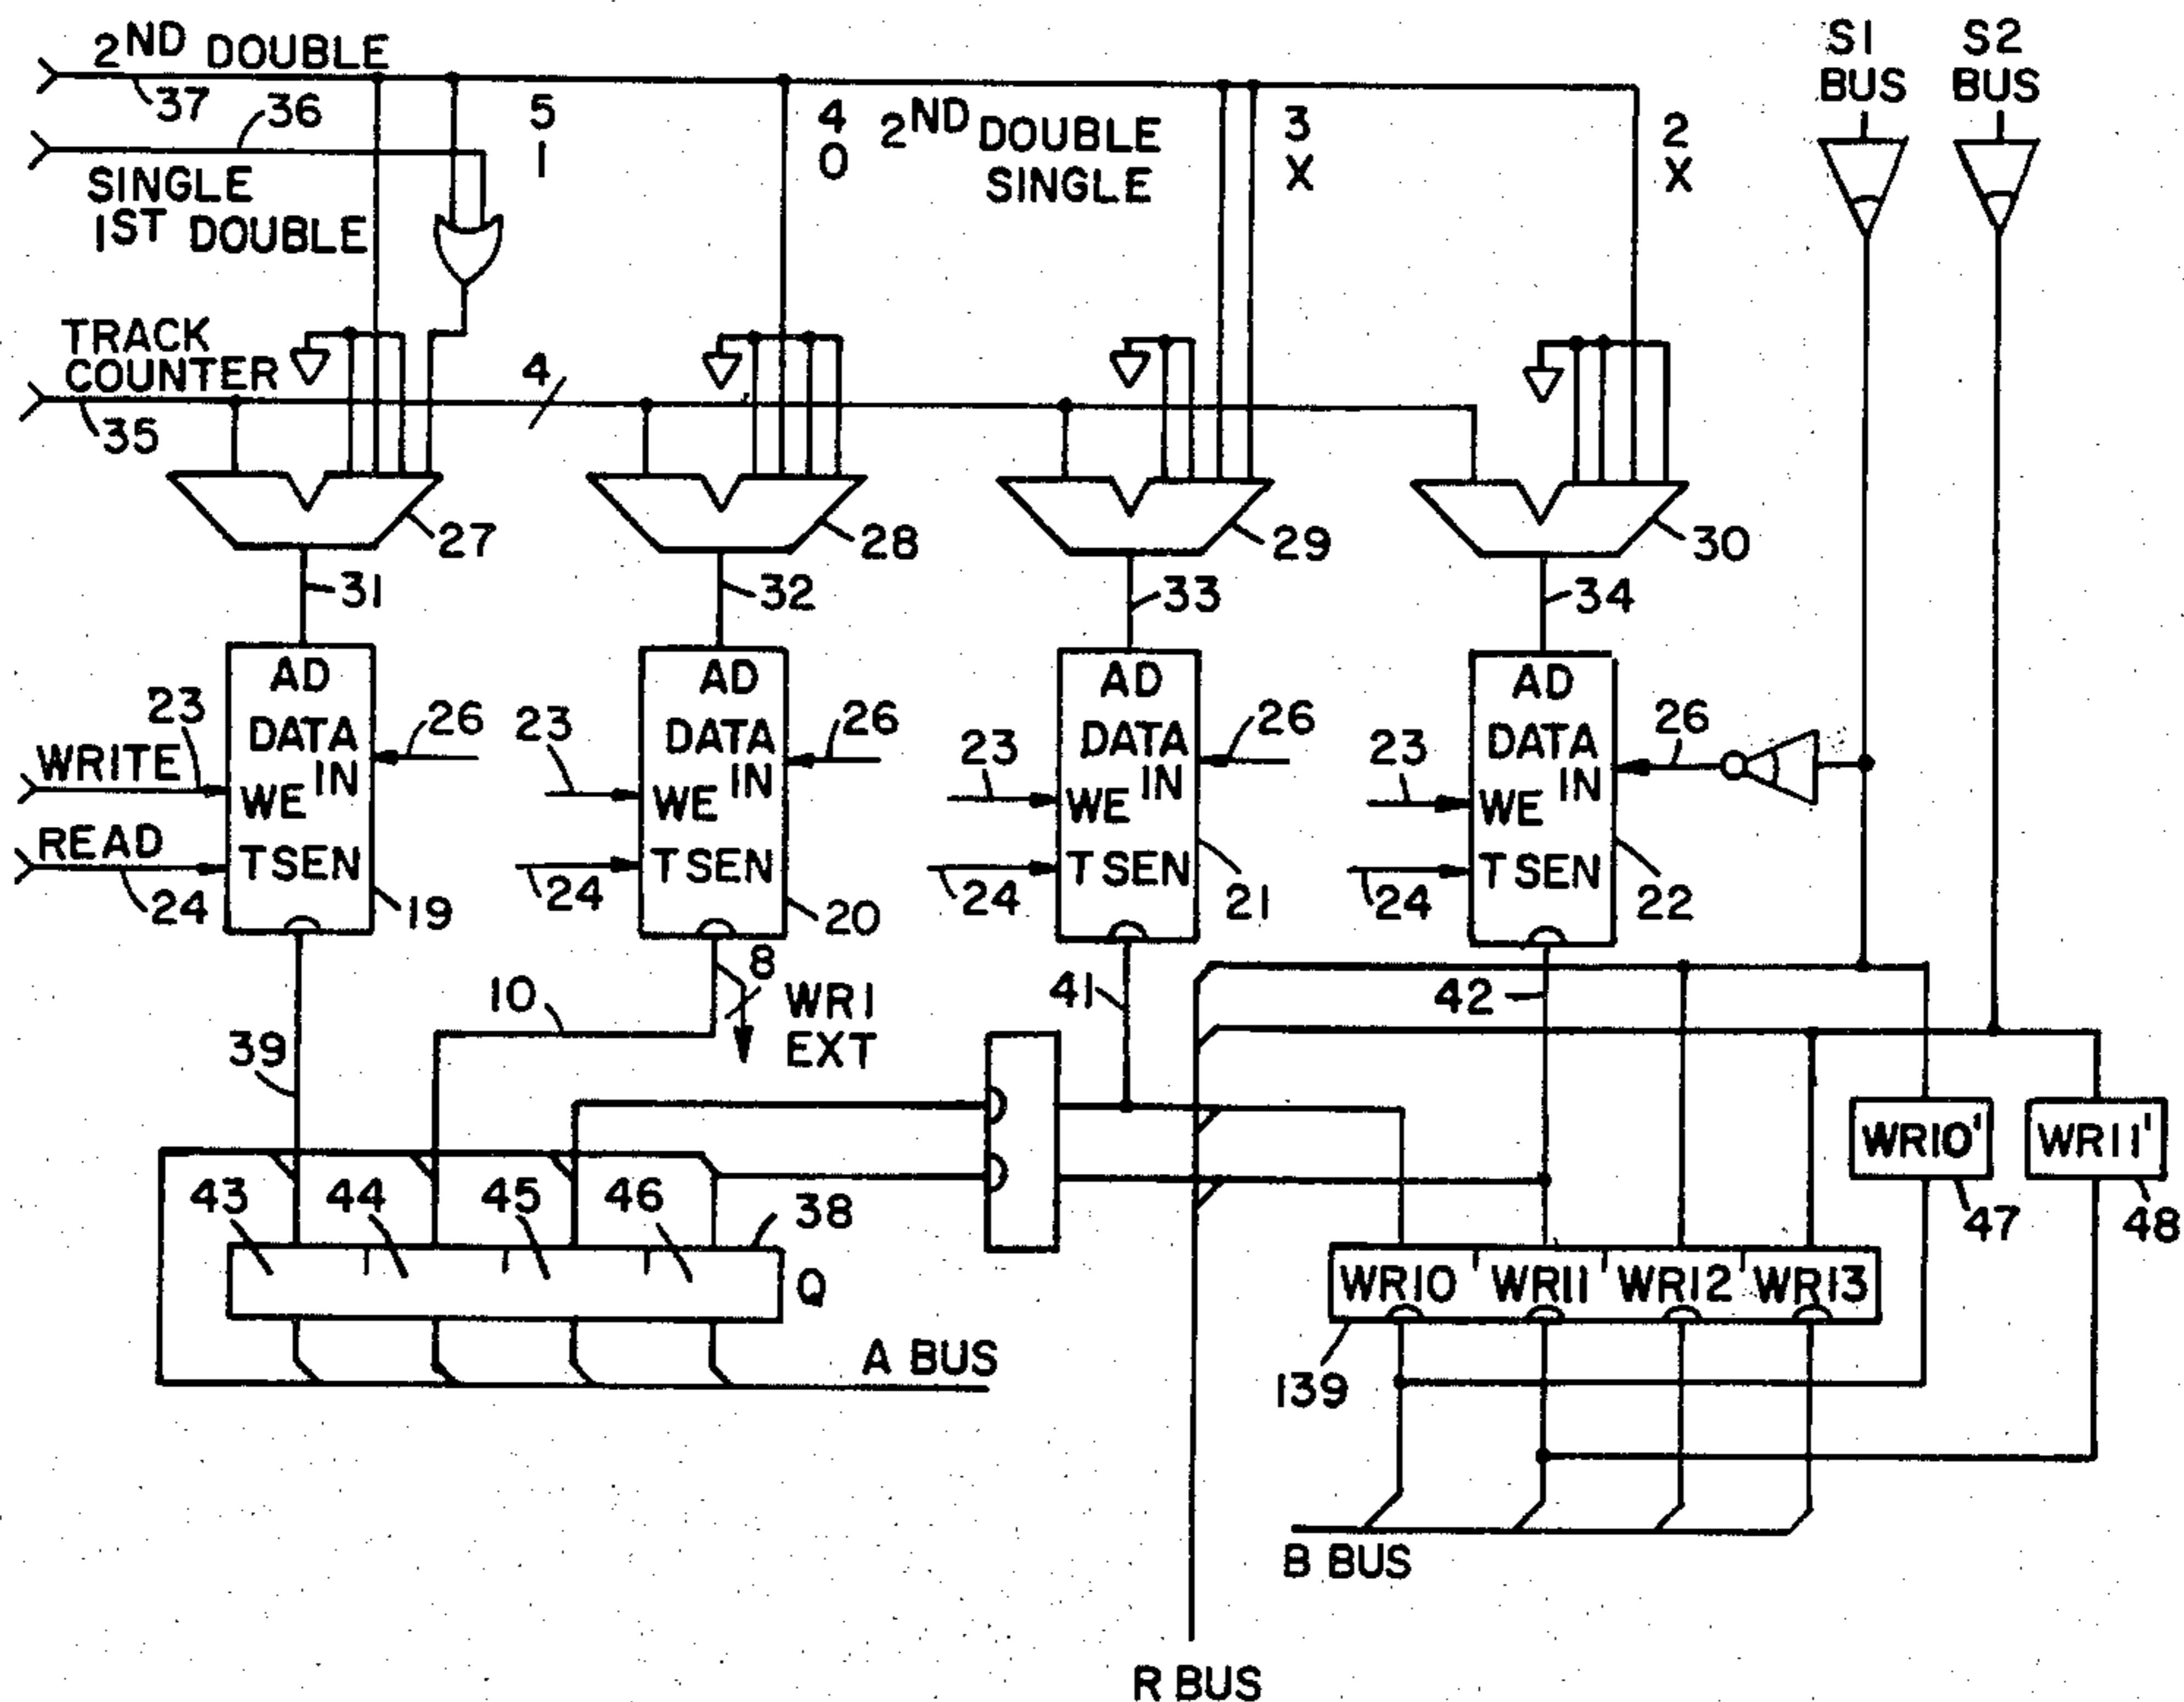 2ND DOUBLE
37
36
5
1
4
0
2ND DOUBLE
SINGLE
3
X
2
X
S1
BUS
S2
BUS
SINGLE
1ST DOUBLE
TRACK
COUNTER
4
35
27
28
29
30
31
32
33
34
AD
DATA
IN
WE
TSEN
23
WRITE
READ
24
26
19
AD
DATA
IN
WE
TSEN
23
24
26
20
AD
DATA
IN
WE
TSEN
23
24
26
21
AD
DATA
IN
WE
TSEN
23
24
26
22
8
WR1
EXT
10
39
41
42
43
44
45
46
38
Q
A BUS
WR10'
WR11'
47
48
WR10
WR11
WR12
WR13
139
B BUS
R BUS